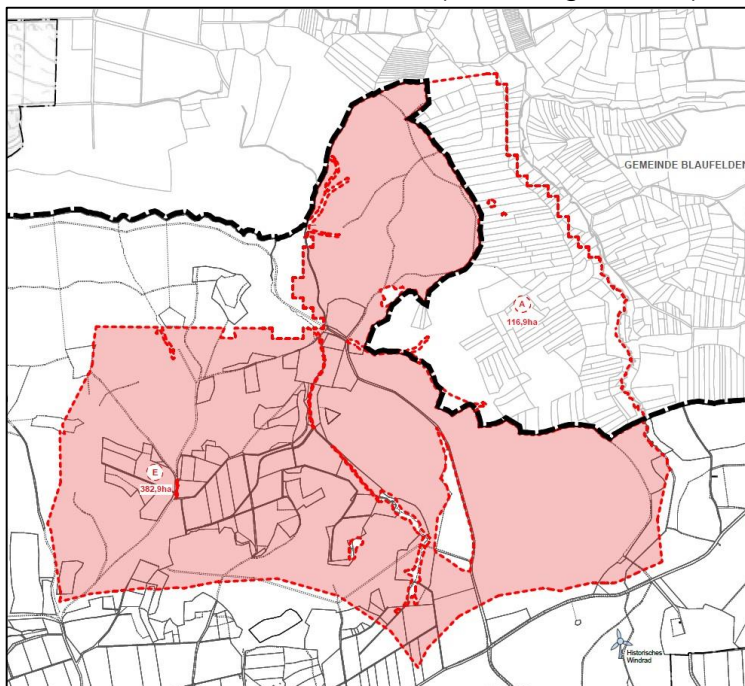 GEMEINDE BLAUFELDEN
A
116,9ha
E
382,9ha
Historisches
Windrad